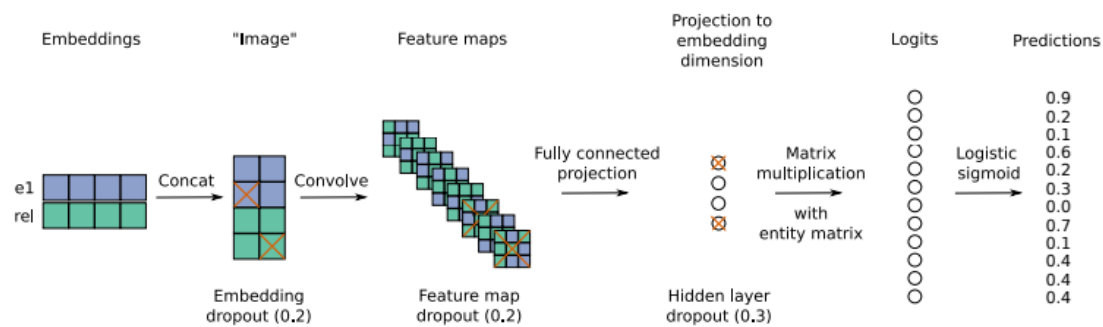 Embeddings
"Image"
Feature maps
Projection to
embedding
dimension
Logits
Predictions
e1
rel
Concat
Convolve
Fully connected
projection
Matrix
multiplication
with
entity matrix
Logistic
sigmoid
0.9
0.2
0.1
0.6
0.2
0.3
0.0
0.7
0.1
0.4
0.4
0.4
Embedding
dropout (0.2)
Feature map
dropout (0.2)
Hidden layer
dropout (0.3)